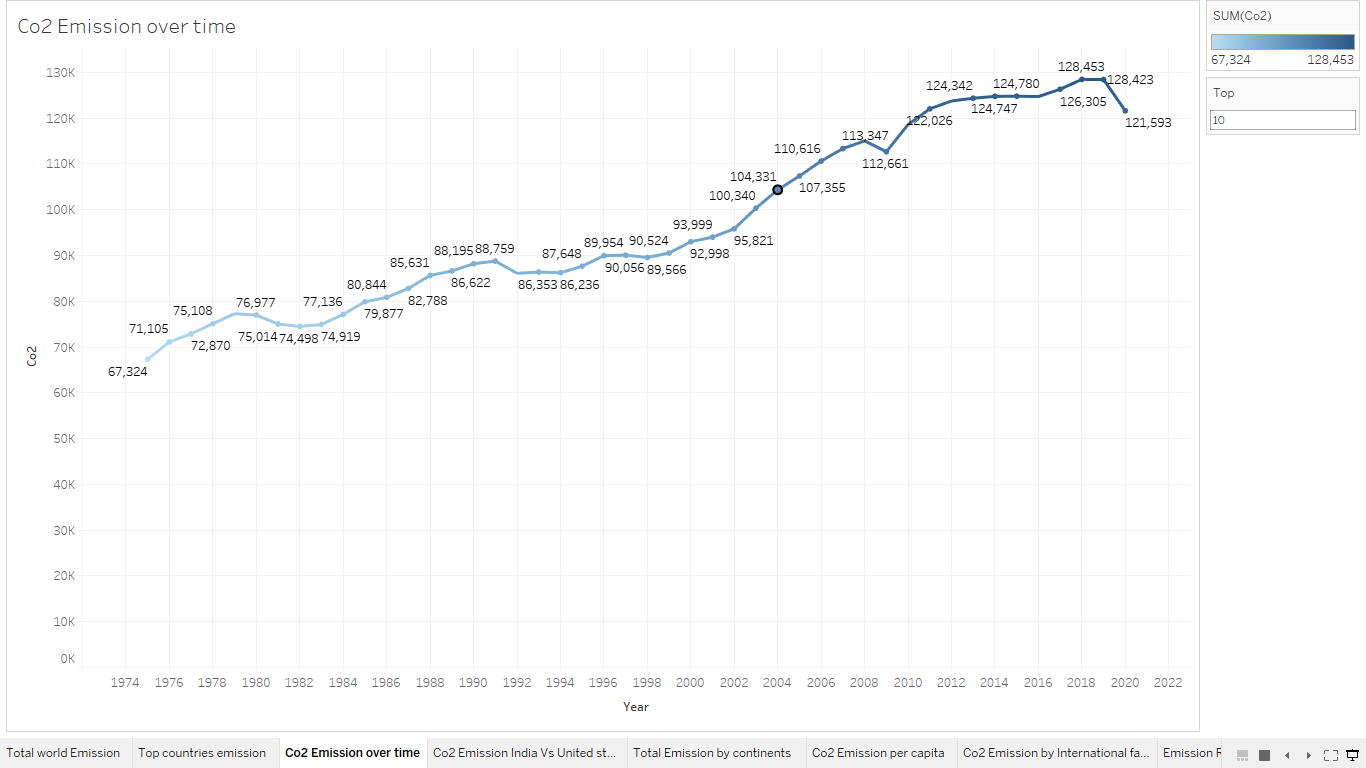 Co2 Emission over time
SUM(Co2)
67,324 128,453
Top
10
130K
120K
110K
100K
90K
80K
70K
60K
50K
40K
30K
20K
10K
0K
Co2
67,324
71,105
72,870
75,108
76,977
75,014
74,498
74,919
77,136
79,877
80,844
82,788
85,631
86,622
88,195
88,759
86,353
86,236
87,648
89,954
90,056
89,566
90,524
92,998
93,999
95,821
100,340
104,331
107,355
110,616
113,347
112,661
122,026
124,342
124,747
124,780
126,305
128,453
128,423
121,593
1974 1976 1978 1980 1982 1984 1986 1988 1990 1992 1994 1996 1998 2000 2002 2004 2006 2008 2010 2012 2014 2016 2018 2020 2022
Year
Total world Emission Top countries emission Co2 Emission over time Co2 Emission India Vs United st... Total Emission by continents Co2 Emission per capita Co2 Emission by International fa... Emission